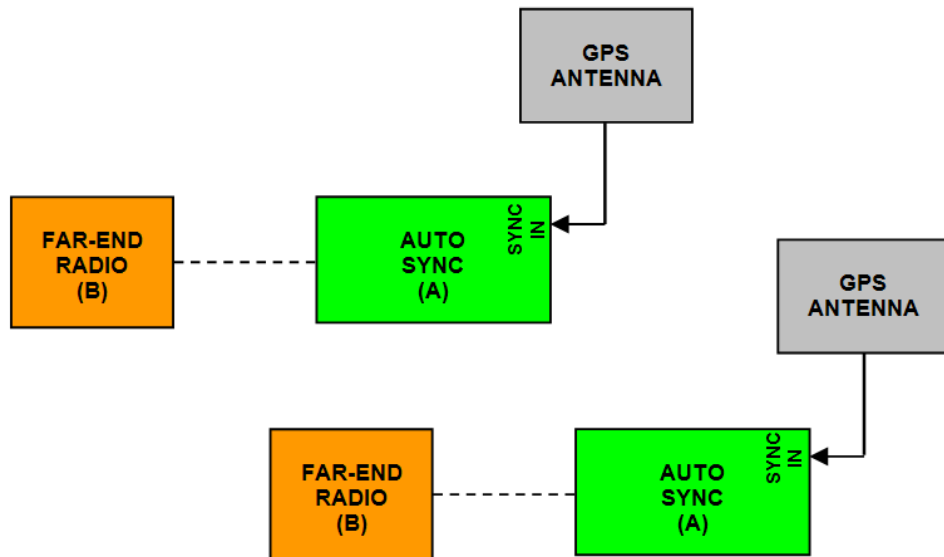 GPS
ANTENNA
FAR-END
RADIO
(B)
AUTO
SYNC
(A)
SYNC
IN
GPS
ANTENNA
FAR-END
RADIO
(B)
AUTO
SYNC
(A)
SYNC
IN